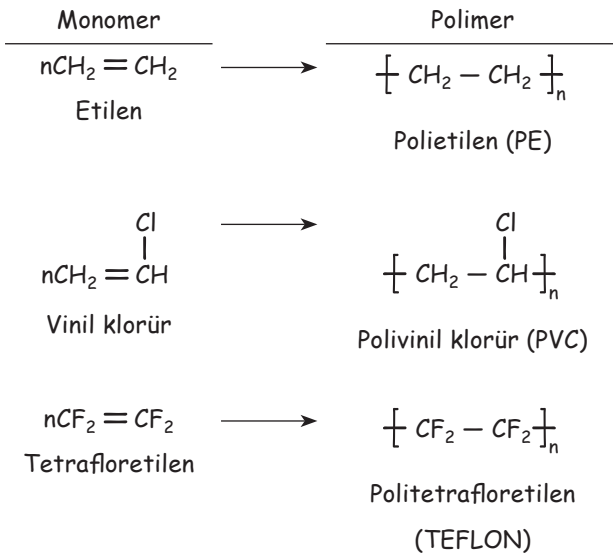 Monomer Polimer
nCH₂ = CH₂ ⟶ [ CH₂ – CH₂ ]ₙ
Etilen
Polietilen (PE)
Cl Cl
nCH₂ = CH ⟶ [ CH₂ – CH ]ₙ
Vinil klorür
Polivinil klorür (PVC)
nCF₂ = CF₂ ⟶ [ CF₂ – CF₂ ]ₙ
Tetrafloretilen
Politetrafloretilen
(TEFLON)